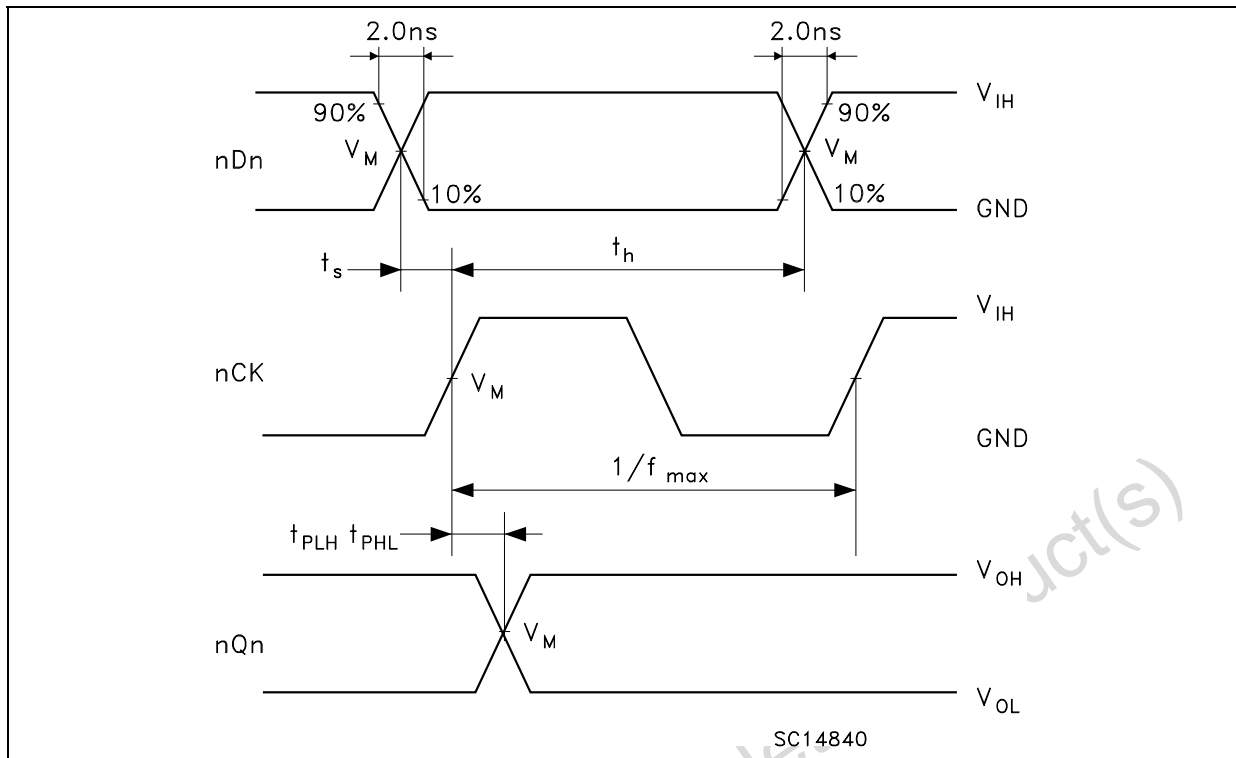 2.0ns 2.0ns
V_IH
90% 90%
nDn V_M V_M
10% 10%
GND
t_s t_h
V_IH
nCK V_M
GND
1/f_max
t_PLH t_PHL
V_OH
nQn V_M
V_OL
SC14840
uct(s)